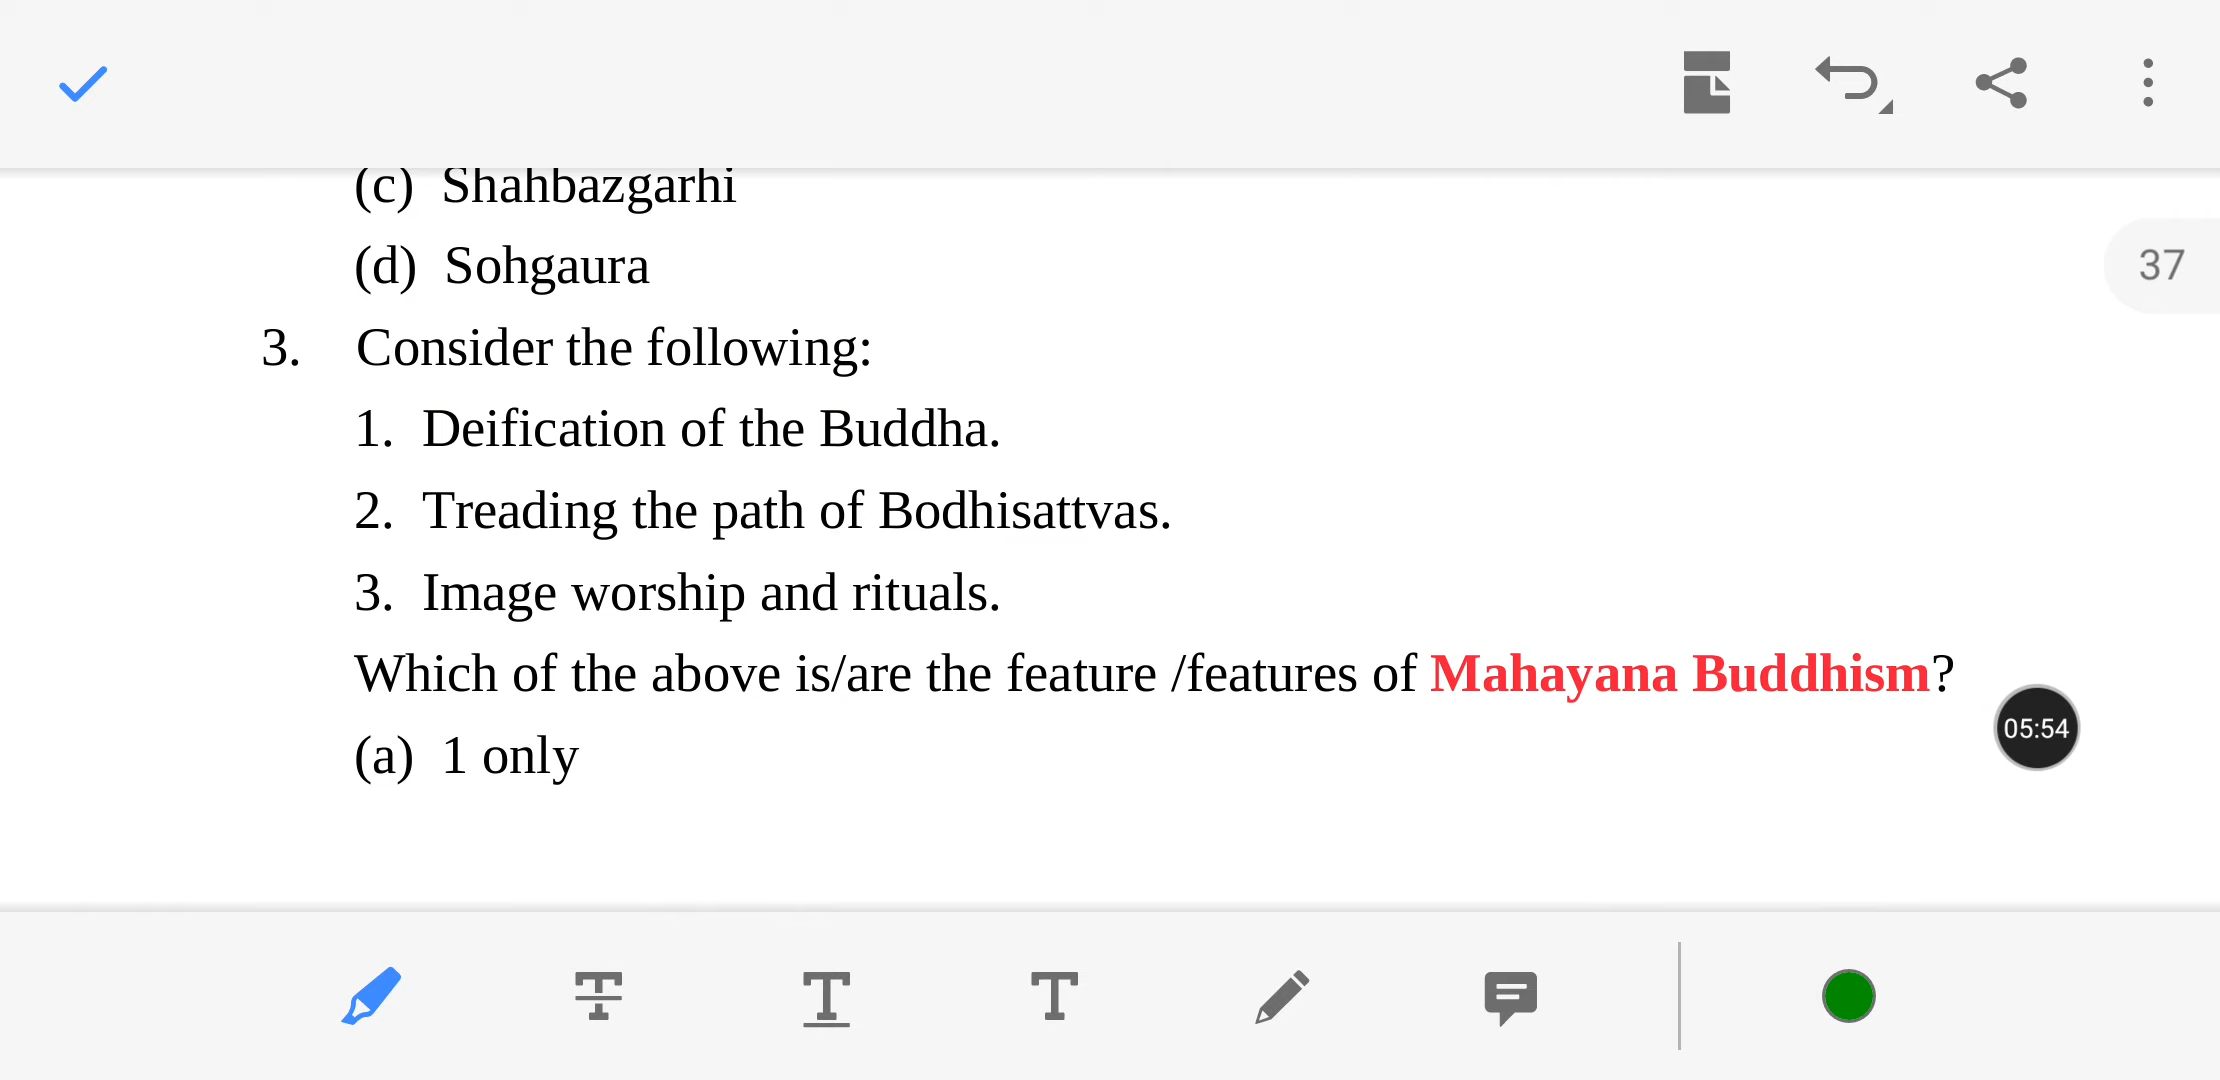 (c) Shahbazgarhi
(d) Sohgaura
37
3. Consider the following:
1. Deification of the Buddha.
2. Treading the path of Bodhisattvas.
3. Image worship and rituals.
Which of the above is/are the feature /features of Mahayana Buddhism?
05:54
(a) 1 only